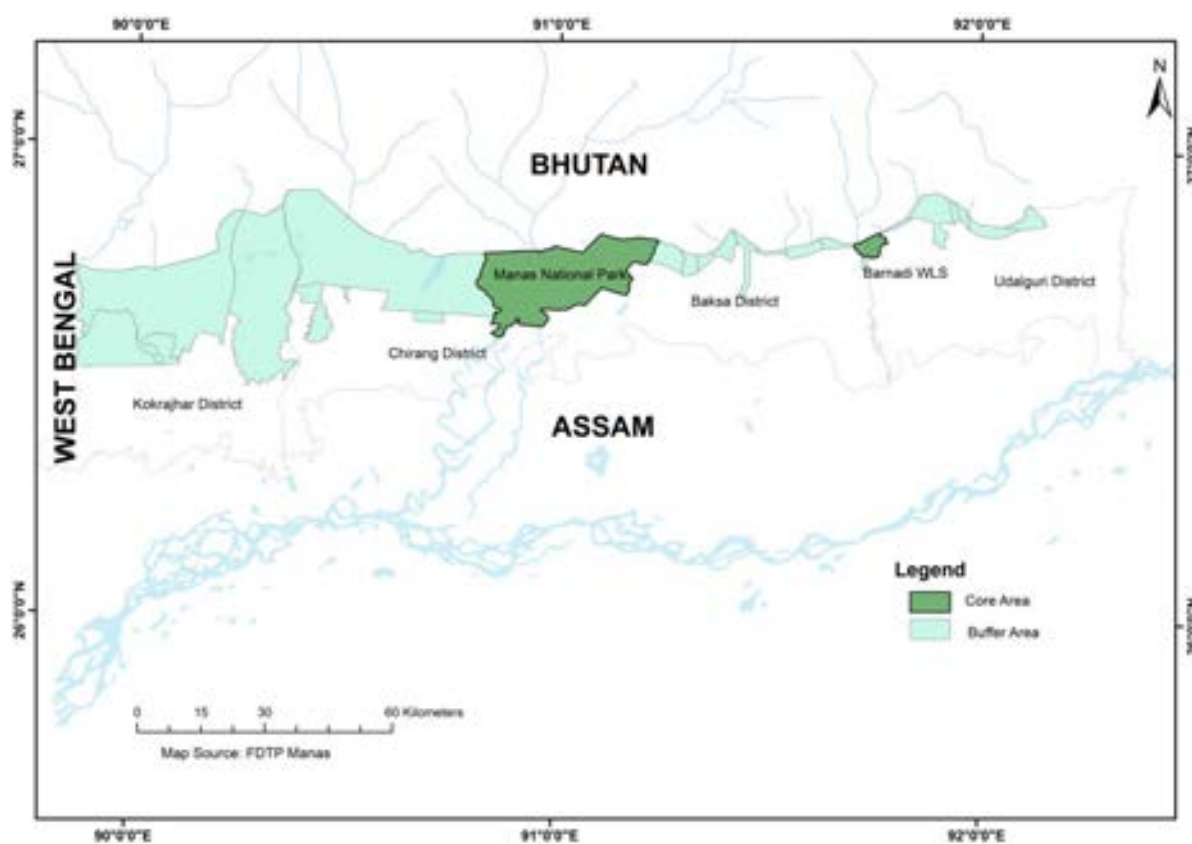 90°0'0"E
91°0'0"E
92°0'0"E
N
27°0'0"N
BHUTAN
WEST BENGAL
Manas National Park
Barnadi WLS
Udalguri District
Baksa District
Chirang District
Kokrajhar District
ASSAM
26°0'0"N
Legend
Core Area
Buffer Area
0 15 30 60 Kilometers
Map Source: FDTP Manas
90°0'0"E
91°0'0"E
92°0'0"E